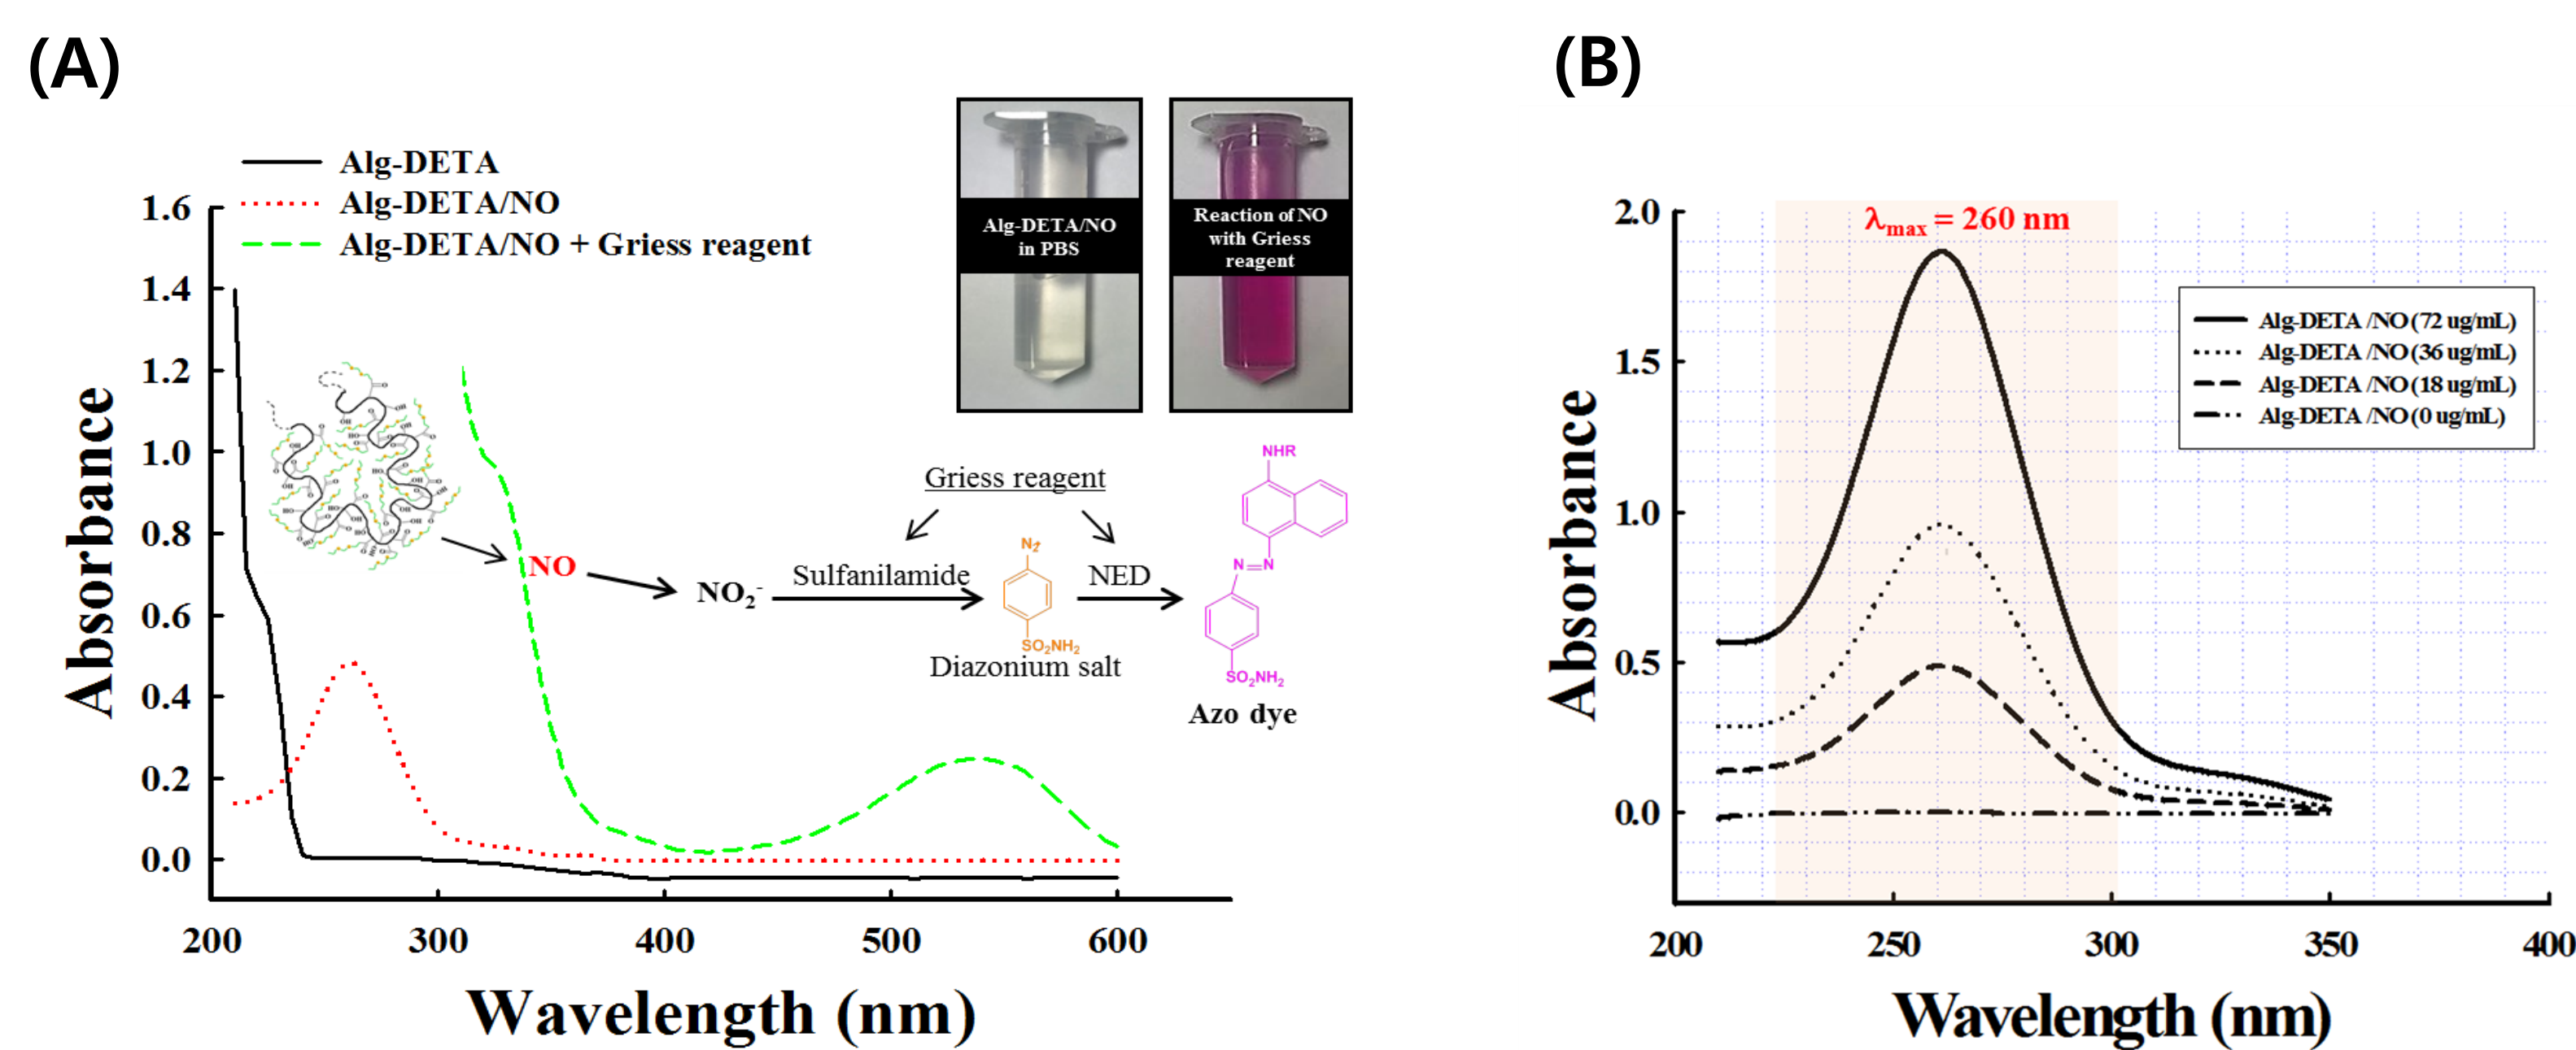 (A)
Alg-DETA
Alg-DETA/NO
Alg-DETA/NO + Griess reagent
Alg-DETA/NO
in PBS
Reaction of NO
with Griess
reagent
1.6
1.4
1.2
1.0
0.8
0.6
0.4
0.2
0.0
Absorbance
200
300
400
500
600
Wavelength (nm)
NO
NO₂⁻
Griess reagent
Sulfanilamide
N₂⁺
SO₂NH₂
Diazonium salt
NED
NHR
N=N
SO₂NH₂
Azo dye
(B)
λmax = 260 nm
Alg-DETA /NO (72 ug/mL)
Alg-DETA /NO (36 ug/mL)
Alg-DETA /NO (18 ug/mL)
Alg-DETA /NO (0 ug/mL)
2.0
1.5
1.0
0.5
0.0
Absorbance
200
250
300
350
400
Wavelength (nm)